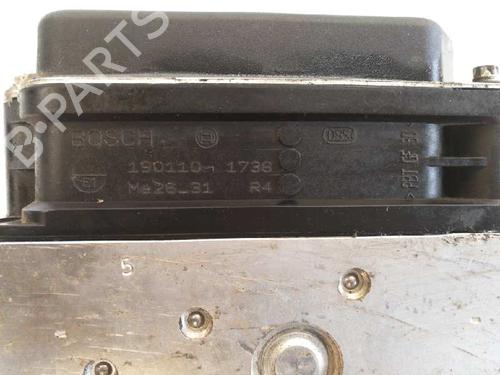 B-PARTS
BOSCH
190110 1738
Me28_31 R4
5